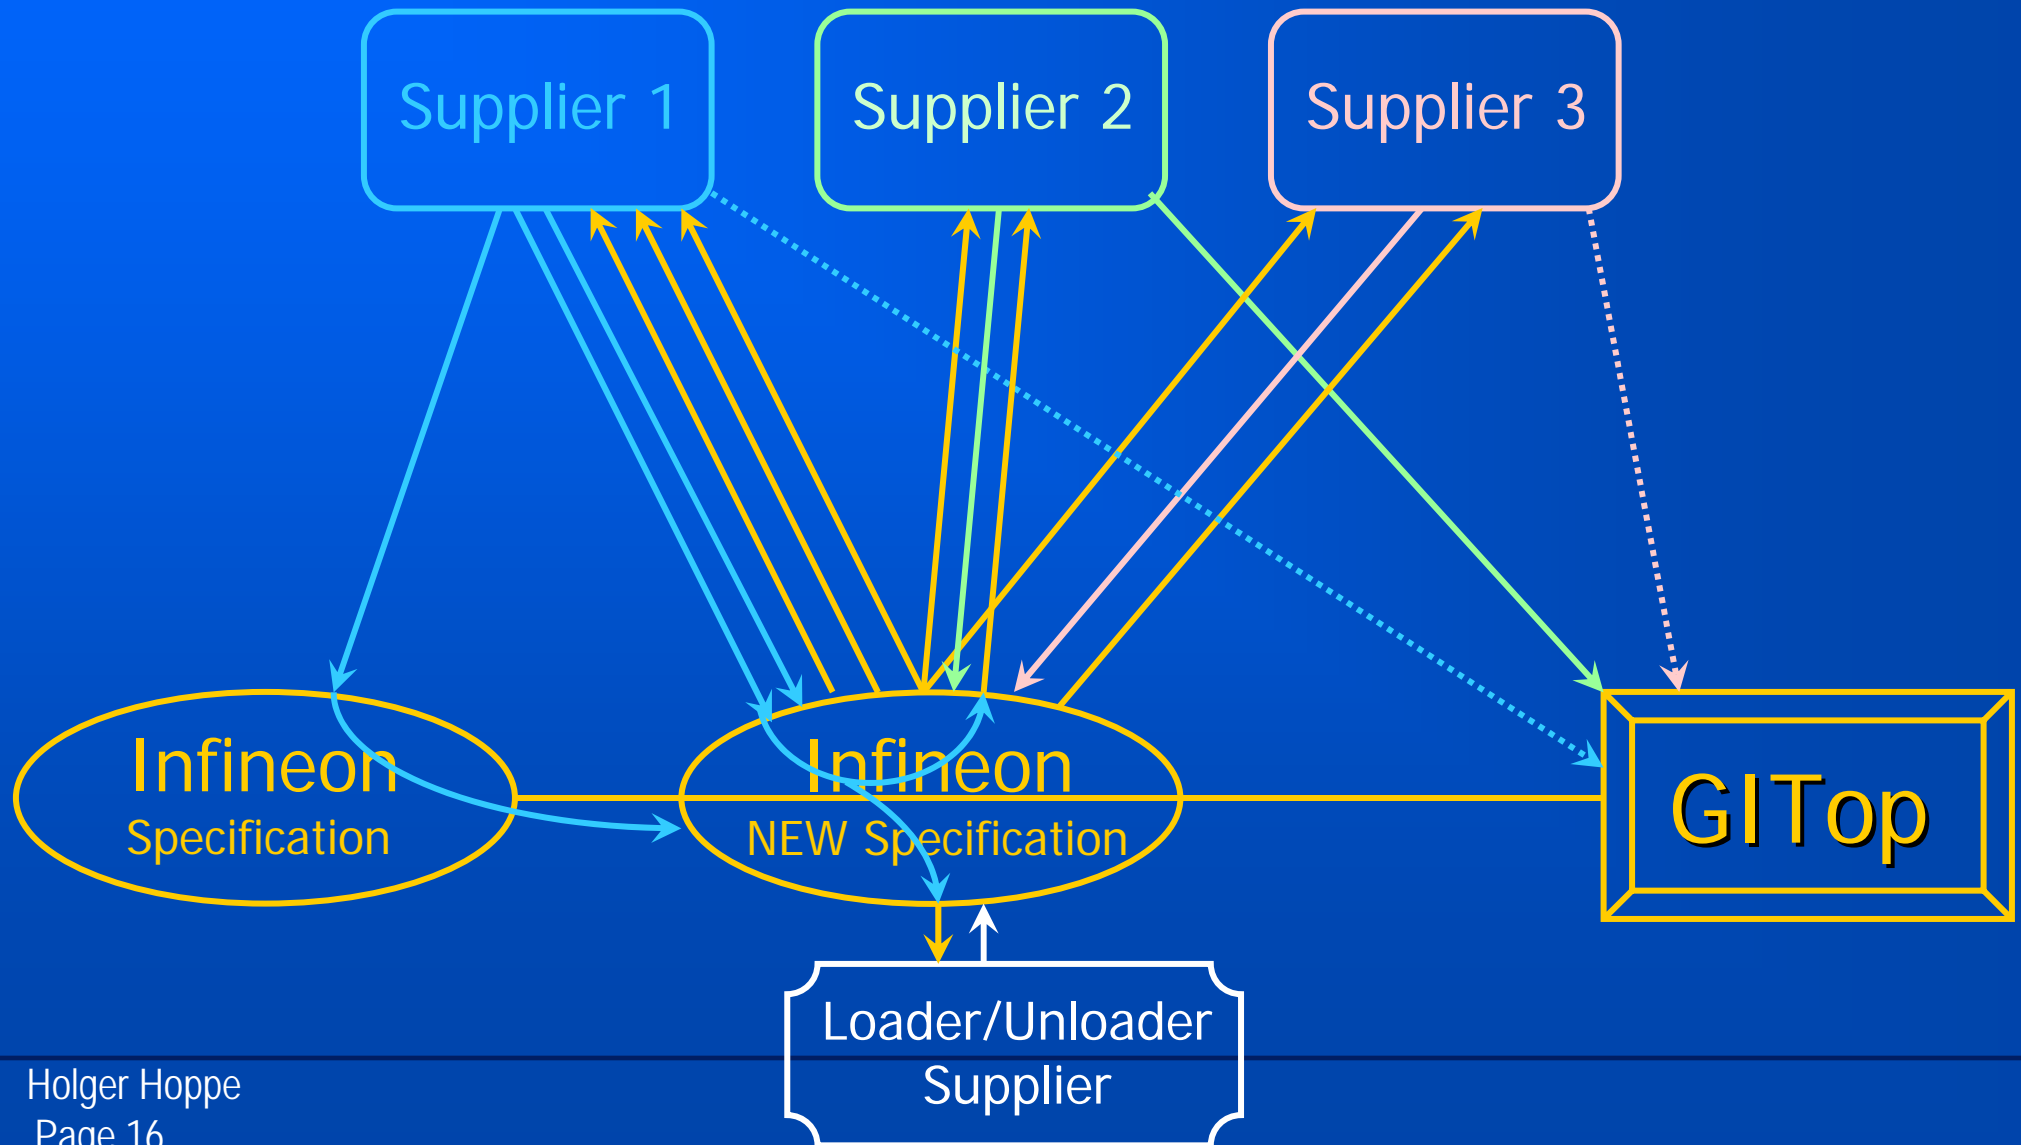 Supplier 1
Supplier 2
Supplier 3
Infineon
Specification
Infineon
NEW Specification
GITop
Loader/Unloader
Supplier
Holger Hoppe
Page 16